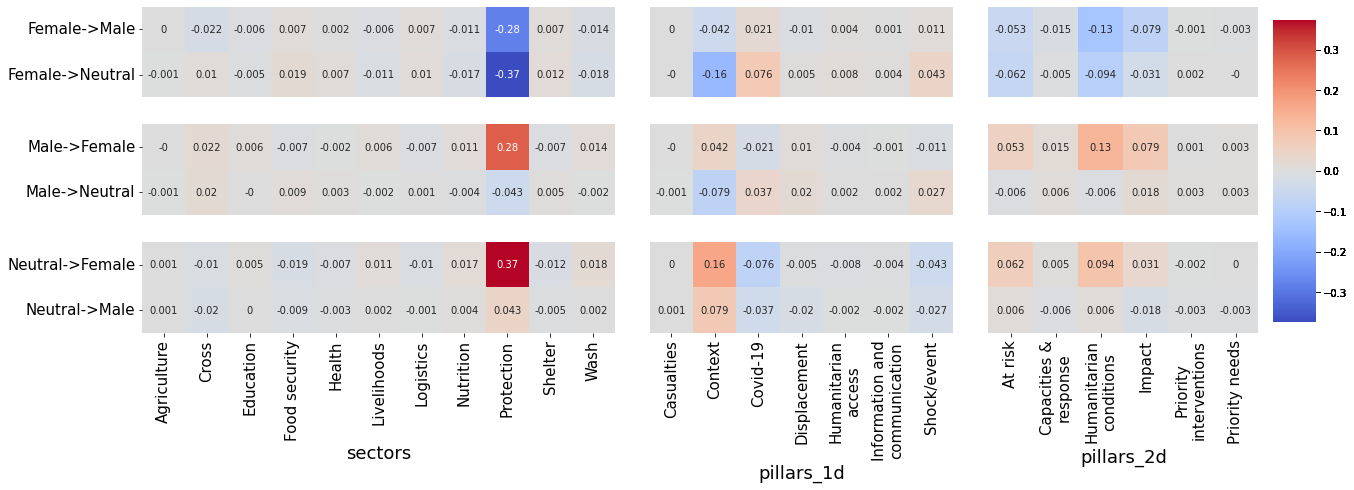 Female->Male 0 -0.022 -0.006 0.007 0.002 -0.006 0.007 -0.011 -0.28 0.007 -0.014 0 -0.042 0.021 -0.01 0.004 0.001 0.011 -0.053 -0.015 -0.13 -0.079 -0.001 -0.003
Female->Neutral -0.001 0.01 -0.005 0.019 0.007 -0.011 0.01 -0.017 -0.37 0.012 -0.018 -0 -0.16 0.076 0.005 0.008 0.004 0.043 -0.062 -0.005 -0.094 -0.031 0.002 -0
Male->Female -0 0.022 0.006 -0.007 -0.002 0.006 -0.007 0.011 0.28 -0.007 0.014 -0 0.042 -0.021 0.01 -0.004 -0.001 -0.011 0.053 0.015 0.13 0.079 0.001 0.003
Male->Neutral -0.001 0.02 -0 0.009 0.003 -0.002 0.001 -0.004 -0.043 0.005 -0.002 -0.001 -0.079 0.037 0.02 0.002 0.002 0.027 -0.006 0.006 -0.006 0.018 0.003 0.003
Neutral->Female 0.001 -0.01 0.005 -0.019 -0.007 0.011 -0.01 0.017 0.37 -0.012 0.018 0 0.16 -0.076 -0.005 -0.008 -0.004 -0.043 0.062 0.005 0.094 0.031 -0.002 0
Neutral->Male 0.001 -0.02 0 -0.009 -0.003 0.002 -0.001 0.004 0.043 -0.005 0.002 0.001 0.079 -0.037 -0.02 -0.002 -0.002 -0.027 0.006 -0.006 0.006 -0.018 -0.003 -0.003
Agriculture
Cross
Education
Food security
Health
Livelihoods
Logistics
Nutrition
Protection
Shelter
Wash
sectors
Casualties
Context
Covid-19
Displacement
Humanitarian
access
Information and
communication
Shock/event
pillars_1d
At risk
Capacities &
response
Humanitarian
conditions
Impact
Priority
interventions
Priority needs
pillars_2d
0.3
0.2
0.1
0.0
−0.1
−0.2
−0.3